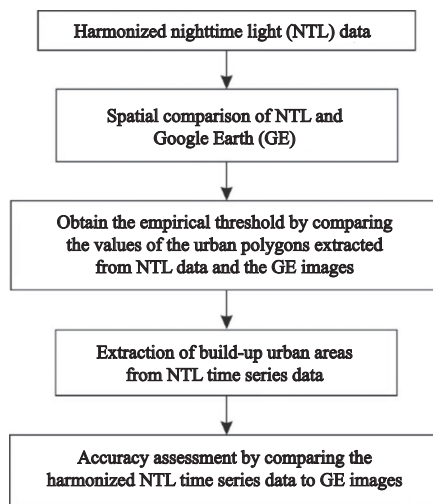 Harmonized nighttime light (NTL) data
Spatial comparison of NTL and
Google Earth (GE)
Obtain the empirical threshold by comparing
the values of the urban polygons extracted
from NTL data and the GE images
Extraction of build-up urban areas
from NTL time series data
Accuracy assessment by comparing the
harmonized NTL time series data to GE images